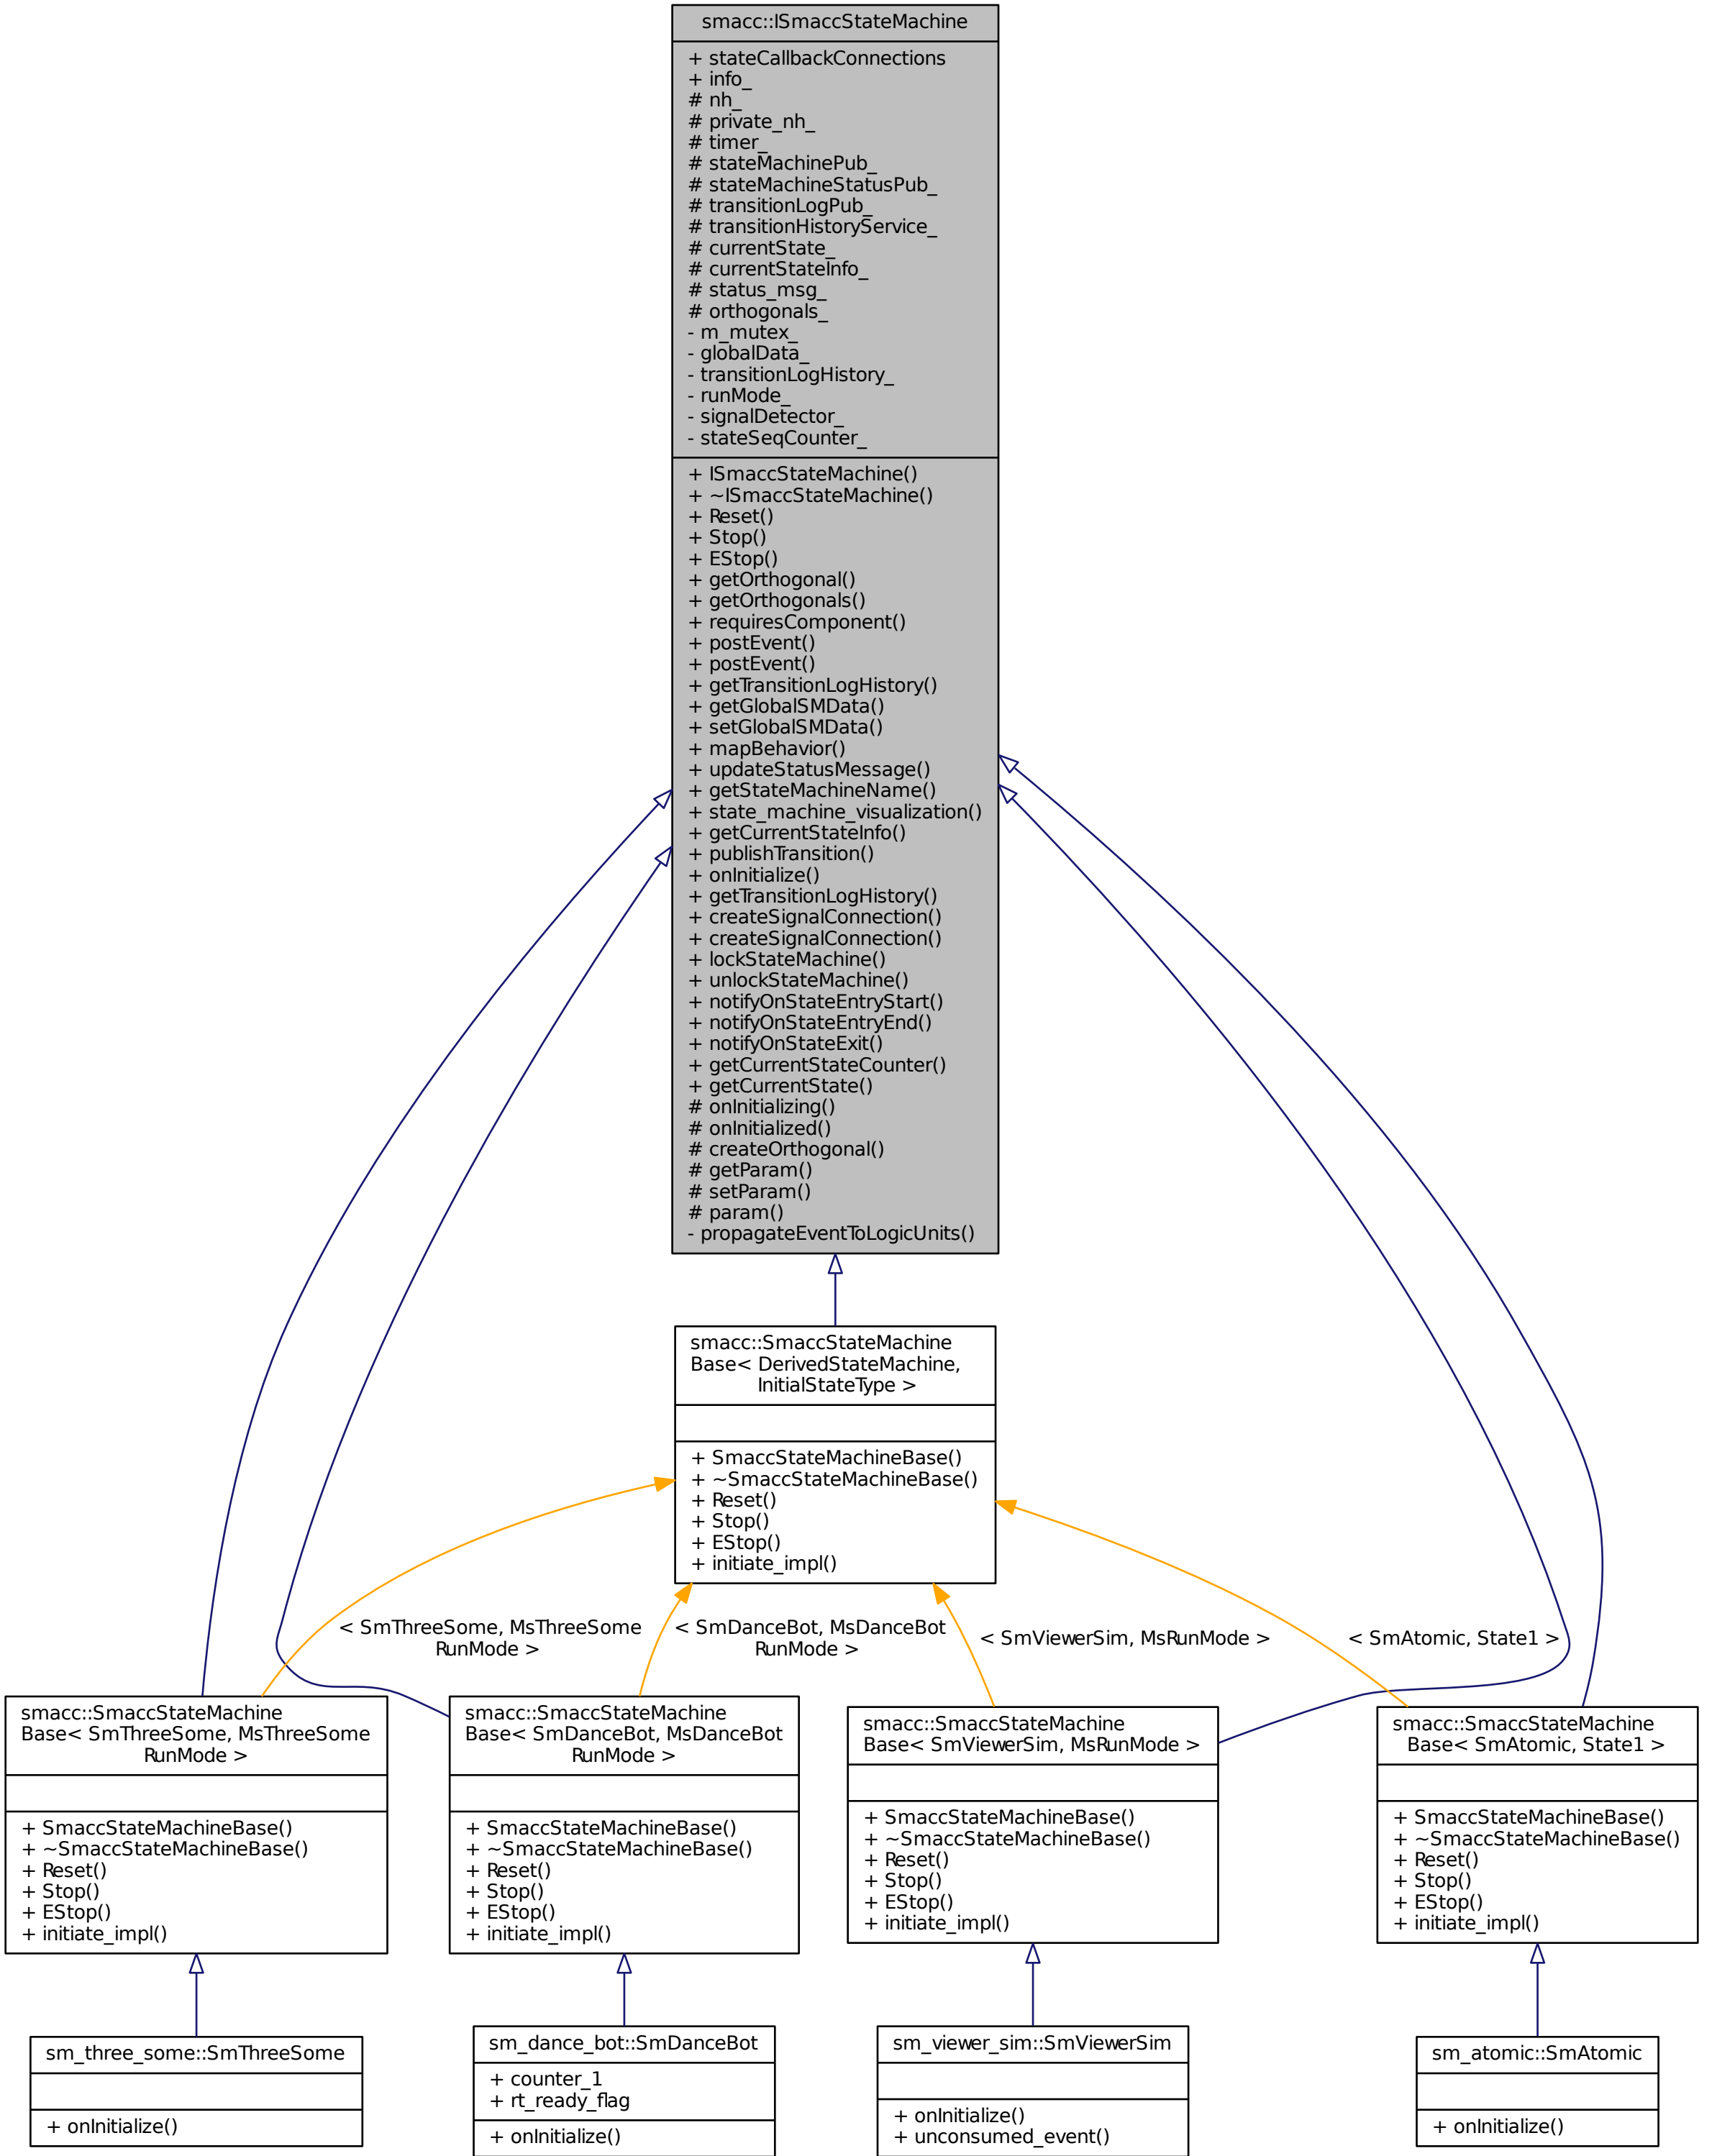 smacc::ISmaccStateMachine
+ stateCallbackConnections
+ info_
# nh_
# private_nh_
# timer_
# stateMachinePub_
# stateMachineStatusPub_
# transitionLogPub_
# transitionHistoryService_
# currentState_
# currentStateInfo_
# status_msg_
# orthogonals_
- m_mutex_
- globalData_
- transitionLogHistory_
- runMode_
- signalDetector_
- stateSeqCounter_
+ ISmaccStateMachine()
+ ~ISmaccStateMachine()
+ Reset()
+ Stop()
+ EStop()
+ getOrthogonal()
+ getOrthogonals()
+ requiresComponent()
+ postEvent()
+ postEvent()
+ getTransitionLogHistory()
+ getGlobalSMData()
+ setGlobalSMData()
+ mapBehavior()
+ updateStatusMessage()
+ getStateMachineName()
+ state_machine_visualization()
+ getCurrentStateInfo()
+ publishTransition()
+ onInitialize()
+ getTransitionLogHistory()
+ createSignalConnection()
+ createSignalConnection()
+ lockStateMachine()
+ unlockStateMachine()
+ notifyOnStateEntryStart()
+ notifyOnStateEntryEnd()
+ notifyOnStateExit()
+ getCurrentStateCounter()
+ getCurrentState()
# onInitializing()
# onInitialized()
# createOrthogonal()
# getParam()
# setParam()
# param()
- propagateEventToLogicUnits()
smacc::SmaccStateMachine
Base< DerivedStateMachine,
InitialStateType >
+ SmaccStateMachineBase()
+ ~SmaccStateMachineBase()
+ Reset()
+ Stop()
+ EStop()
+ initiate_impl()
< SmThreeSome, MsThreeSome
RunMode >
< SmDanceBot, MsDanceBot
RunMode >
< SmViewerSim, MsRunMode >
< SmAtomic, State1 >
smacc::SmaccStateMachine
Base< SmThreeSome, MsThreeSome
RunMode >
+ SmaccStateMachineBase()
+ ~SmaccStateMachineBase()
+ Reset()
+ Stop()
+ EStop()
+ initiate_impl()
smacc::SmaccStateMachine
Base< SmDanceBot, MsDanceBot
RunMode >
+ SmaccStateMachineBase()
+ ~SmaccStateMachineBase()
+ Reset()
+ Stop()
+ EStop()
+ initiate_impl()
smacc::SmaccStateMachine
Base< SmViewerSim, MsRunMode >
+ SmaccStateMachineBase()
+ ~SmaccStateMachineBase()
+ Reset()
+ Stop()
+ EStop()
+ initiate_impl()
smacc::SmaccStateMachine
Base< SmAtomic, State1 >
+ SmaccStateMachineBase()
+ ~SmaccStateMachineBase()
+ Reset()
+ Stop()
+ EStop()
+ initiate_impl()
sm_three_some::SmThreeSome
+ onInitialize()
sm_dance_bot::SmDanceBot
+ counter_1
+ rt_ready_flag
+ onInitialize()
sm_viewer_sim::SmViewerSim
+ onInitialize()
+ unconsumed_event()
sm_atomic::SmAtomic
+ onInitialize()